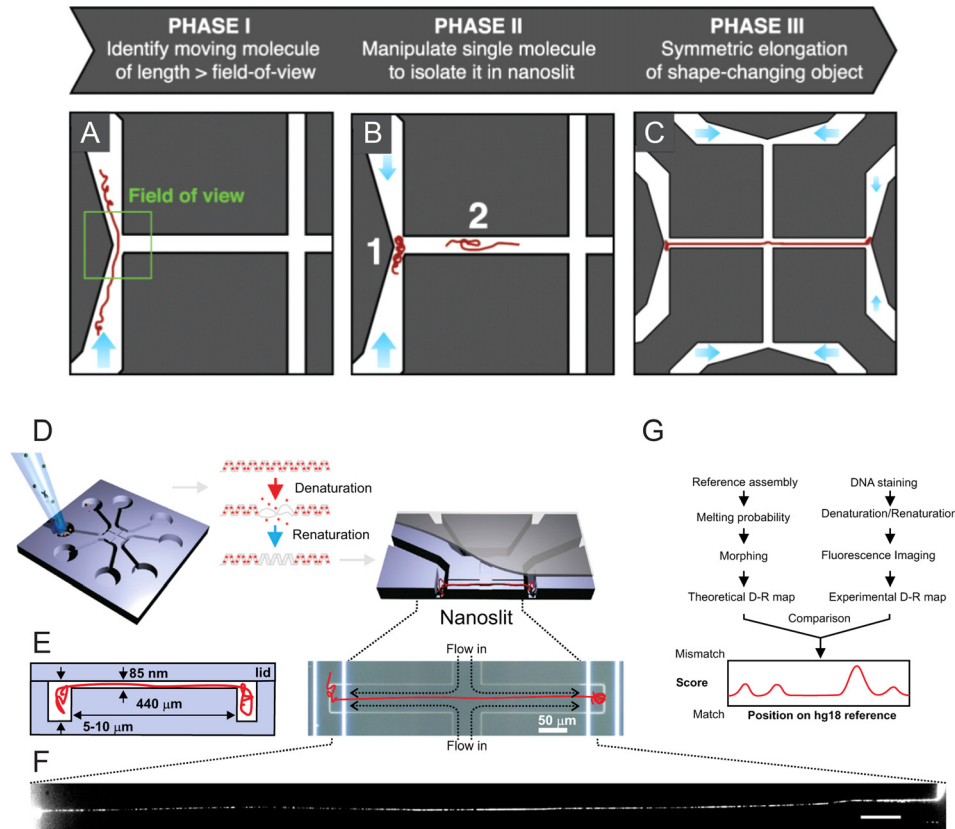 PHASE I
Identify moving molecule
of length > field-of-view
PHASE II
Manipulate single molecule
to isolate it in nanoslit
PHASE III
Symmetric elongation
of shape-changing object
A
Field of view
B
1
2
C
D
Denaturation
Renaturation
Nanoslit
E
85 nm
lid
440 μm
5-10 μm
Flow in
50 μm
Flow in
F
G
Reference assembly
Melting probability
Morphing
Theoretical D-R map
DNA staining
Denaturation/Renaturation
Fluorescence Imaging
Experimental D-R map
Comparison
Mismatch
Score
Match
Position on hg18 reference